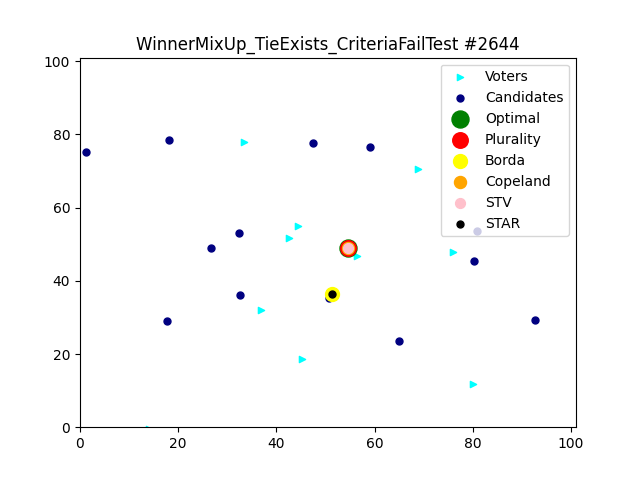 WinnerMixUp_TieExists_CriteriaFailTest #2644
100
80
60
40
20
0
0
20
40
60
80
100
Voters
Candidates
Optimal
Plurality
Borda
Copeland
STV
STAR